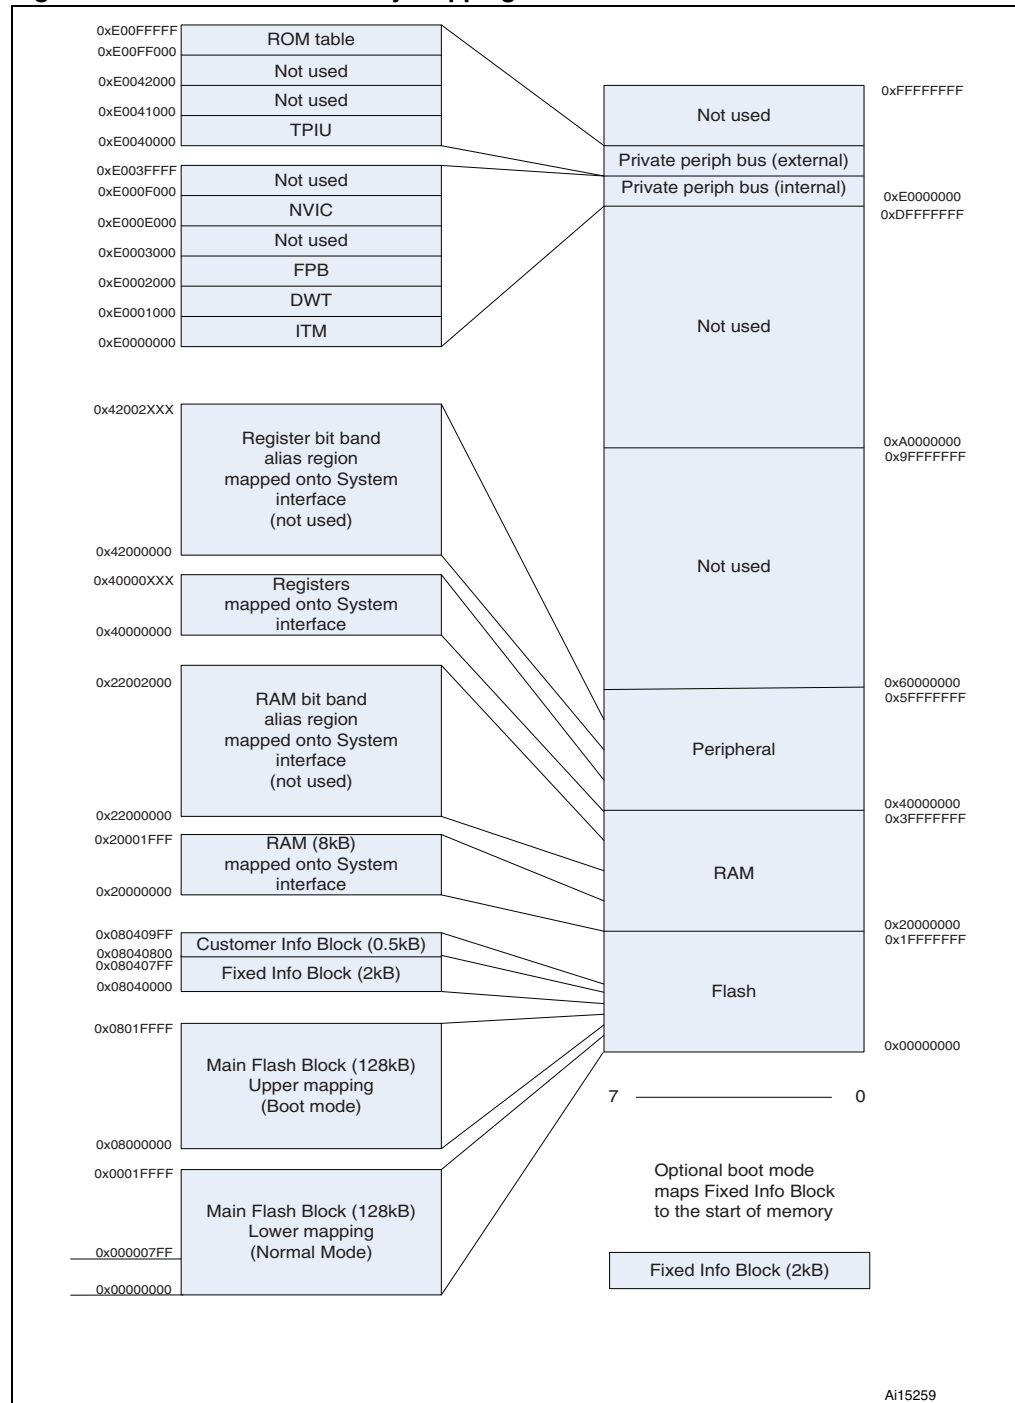 0xE00FFFFF
ROM table
0xE00FF000
Not used
0xE0042000
Not used
0xE0041000
TPIU
0xE0040000
0xE003FFFF
Not used
0xE000F000
NVIC
0xE000E000
Not used
0xE0003000
FPB
0xE0002000
DWT
0xE0001000
ITM
0xE0000000
0x42002XXX
Register bit band
alias region
mapped onto System
interface
(not used)
0x42000000
0x40000XXX
Registers
mapped onto System
interface
0x40000000
0x22002000
RAM bit band
alias region
mapped onto System
interface
(not used)
0x22000000
0x20001FFF
RAM (8kB)
mapped onto System
interface
0x20000000
0x080409FF
Customer Info Block (0.5kB)
0x08040800
0x080407FF
Fixed Info Block (2kB)
0x08040000
0x0801FFFF
Main Flash Block (128kB)
Upper mapping
(Boot mode)
0x08000000
0x0001FFFF
Main Flash Block (128kB)
Lower mapping
(Normal Mode)
0x000007FF
0x00000000
0xFFFFFFFF
Not used
Private periph bus (external)
Private periph bus (internal)
0xE0000000
0xDFFFFFFF
Not used
0xA0000000
0x9FFFFFFF
Not used
0x60000000
0x5FFFFFFF
Peripheral
0x40000000
0x3FFFFFFF
RAM
0x20000000
0x1FFFFFFF
Flash
0x00000000
7 0
Optional boot mode
maps Fixed Info Block
to the start of memory
Fixed Info Block (2kB)
Ai15259